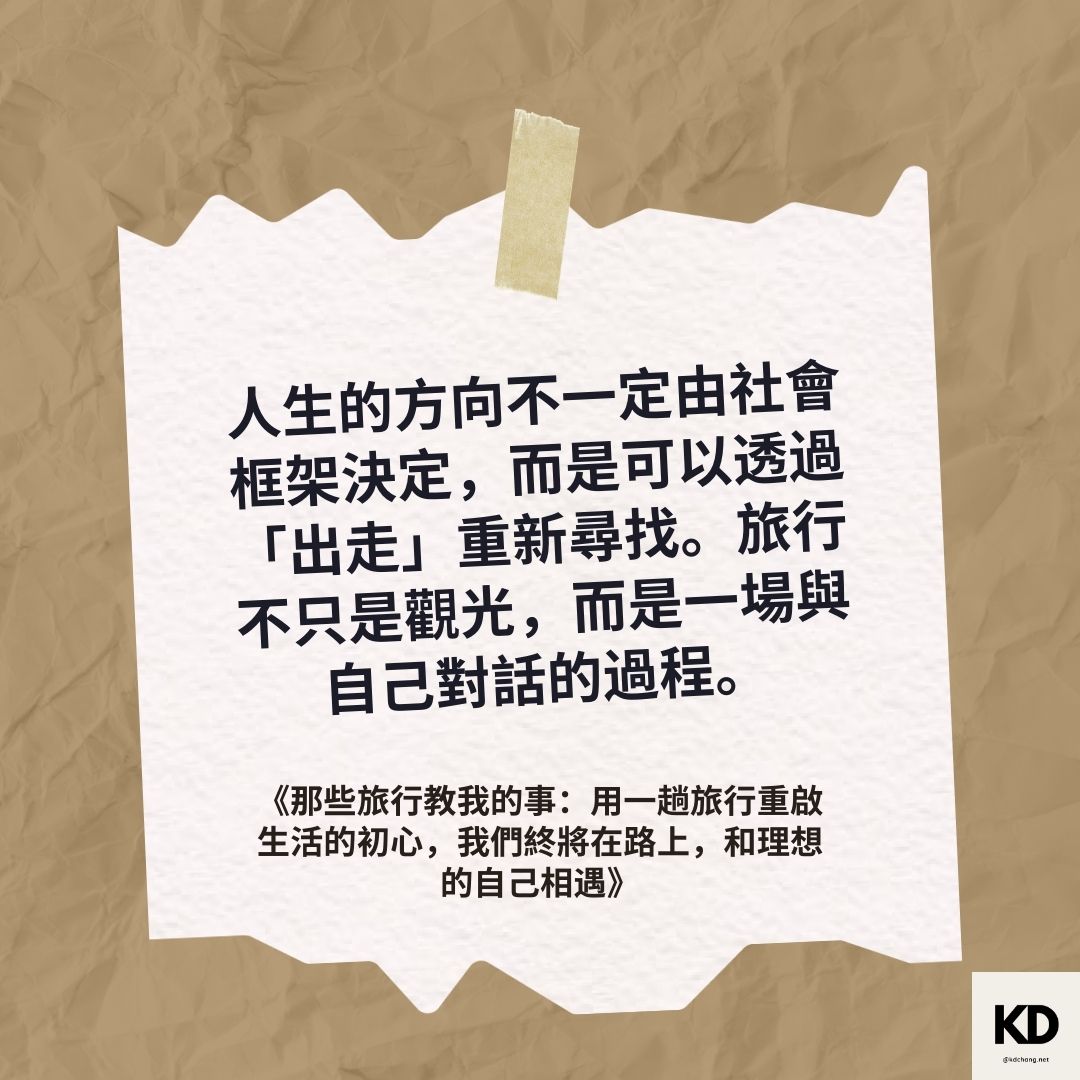 人生的方向不一定由社會
框架決定，而是可以透過
「出走」重新尋找。旅行
不只是觀光，而是一場與
自己對話的過程。
《那些旅行教我的事：用一趟旅行重啟
生活的初心，我們終將在路上，和理想
的自己相遇》
KD
@kdchang.net